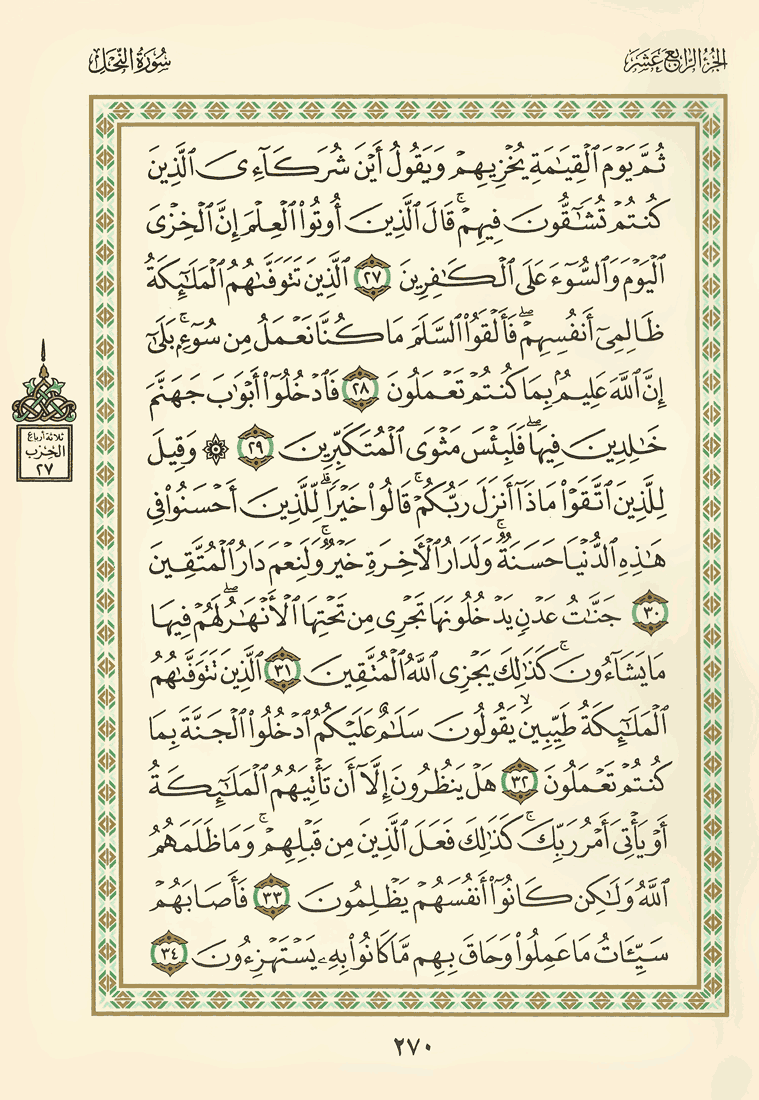 الجزء الرابع عشر
سورة النحل
ثُمَّ يَوْمَ ٱلْقِيَٰمَةِ يُخْزِيهِمْ وَيَقُولُ أَيْنَ شُرَكَآءِىَ ٱلَّذِينَ
كُنتُمْ تُشَٰٓقُّونَ فِيهِمْ ۚ قَالَ ٱلَّذِينَ أُوتُوا۟ ٱلْعِلْمَ إِنَّ ٱلْخِزْىَ
ٱلْيَوْمَ وَٱلسُّوٓءَ عَلَى ٱلْكَٰفِرِينَ ٢٧ ٱلَّذِينَ تَتَوَفَّىٰهُمُ ٱلْمَلَٰٓئِكَةُ
ظَالِمِىٓ أَنفُسِهِمْ ۖ فَأَلْقَوُا۟ ٱلسَّلَمَ مَا كُنَّا نَعْمَلُ مِن سُوٓءٍۭ ۚ بَلَىٰٓ
إِنَّ ٱللَّهَ عَلِيمٌۢ بِمَا كُنتُمْ تَعْمَلُونَ ٢٨ فَٱدْخُلُوٓا۟ أَبْوَٰبَ جَهَنَّمَ
خَٰلِدِينَ فِيهَا ۖ فَلَبِئْسَ مَثْوَى ٱلْمُتَكَبِّرِينَ ٢٩ ۞ وَقِيلَ
لِلَّذِينَ ٱتَّقَوْا۟ مَاذَآ أَنزَلَ رَبُّكُمْ ۚ قَالُوا۟ خَيْرًا ۗ لِّلَّذِينَ أَحْسَنُوا۟ فِى
هَٰذِهِ ٱلدُّنْيَا حَسَنَةٌ ۚ وَلَدَارُ ٱلْءَاخِرَةِ خَيْرٌ ۚ وَلَنِعْمَ دَارُ ٱلْمُتَّقِينَ
٣٠ جَنَّٰتُ عَدْنٍ يَدْخُلُونَهَا تَجْرِى مِن تَحْتِهَا ٱلْأَنْهَٰرُ ۖ لَهُمْ فِيهَا
مَا يَشَآءُونَ ۚ كَذَٰلِكَ يَجْزِى ٱللَّهُ ٱلْمُتَّقِينَ ٣١ ٱلَّذِينَ تَتَوَفَّىٰهُمُ
ٱلْمَلَٰٓئِكَةُ طَيِّبِينَ ۙ يَقُولُونَ سَلَٰمٌ عَلَيْكُمُ ٱدْخُلُوا۟ ٱلْجَنَّةَ بِمَا
كُنتُمْ تَعْمَلُونَ ٣٢ هَلْ يَنظُرُونَ إِلَّآ أَن تَأْتِيَهُمُ ٱلْمَلَٰٓئِكَةُ
أَوْ يَأْتِىَ أَمْرُ رَبِّكَ ۚ كَذَٰلِكَ فَعَلَ ٱلَّذِينَ مِن قَبْلِهِمْ ۚ وَمَا ظَلَمَهُمُ
ٱللَّهُ وَلَٰكِن كَانُوٓا۟ أَنفُسَهُمْ يَظْلِمُونَ ٣٣ فَأَصَابَهُمْ
سَيِّـَٔاتُ مَا عَمِلُوا۟ وَحَاقَ بِهِم مَّا كَانُوا۟ بِهِۦ يَسْتَهْزِءُونَ ٣٤
ثلاثة أرباع
الحزب
٢٧
٢٧٠